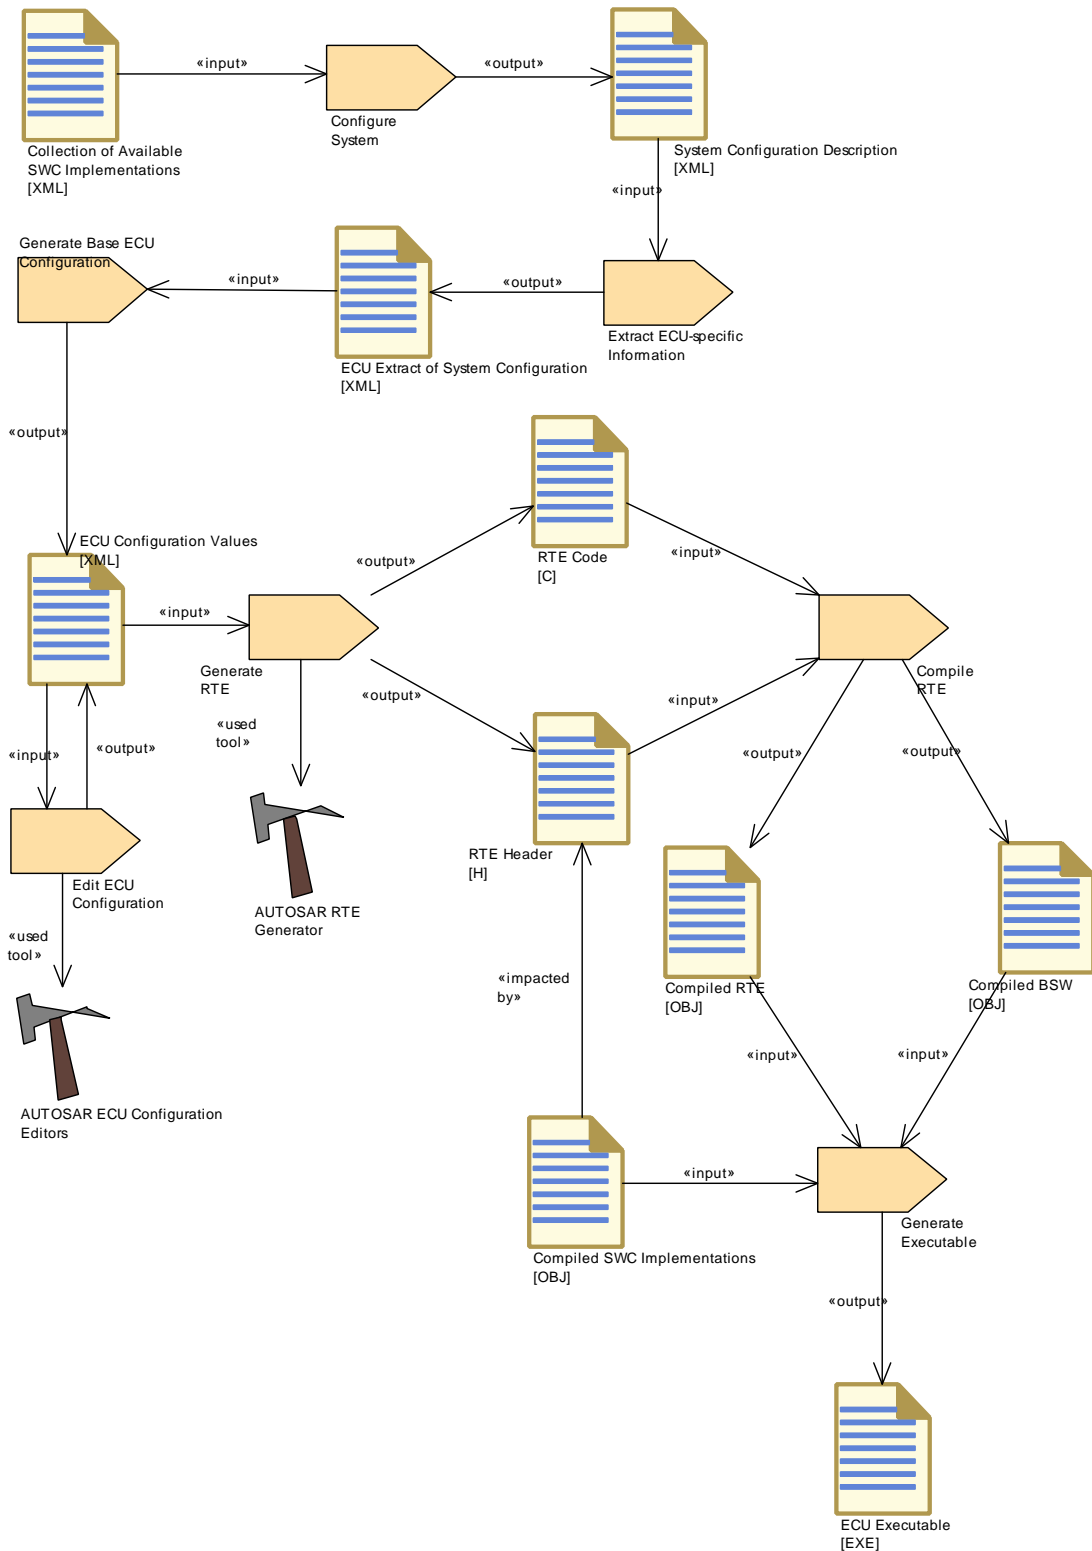 «input»
«output»
Configure
System
Collection of Available
SWC Implementations
[XML]
System Configuration Description
[XML]
«input»
Generate Base ECU
Configuration
«input»
«output»
Extract ECU-specific
Information
ECU Extract of System Configuration
[XML]
«output»
ECU Configuration Values
[XML]
«output»
RTE Code
[C]
«input»
«input»
Generate
RTE
«output»
«input»
Compile
RTE
«used
tool»
«input»
«output»
«output»
«output»
RTE Header
[H]
Edit ECU
Configuration
AUTOSAR RTE
Generator
«used
tool»
«impacted
by»
Compiled RTE
[OBJ]
Compiled BSW
[OBJ]
«input»
«input»
AUTOSAR ECU Configuration
Editors
«input»
Generate
Executable
Compiled SWC Implementations
[OBJ]
«output»
ECU Executable
[EXE]